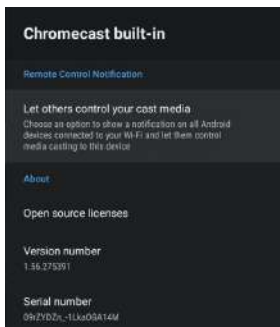 Chromecast built-in
Remote Control Notification
Let others control your cast media
Choose an option to show a notification on all Android
devices connected to your Wi-Fi and let them control
media casting to this device
About
Open source licenses
Version number
1.56.275391
Serial number